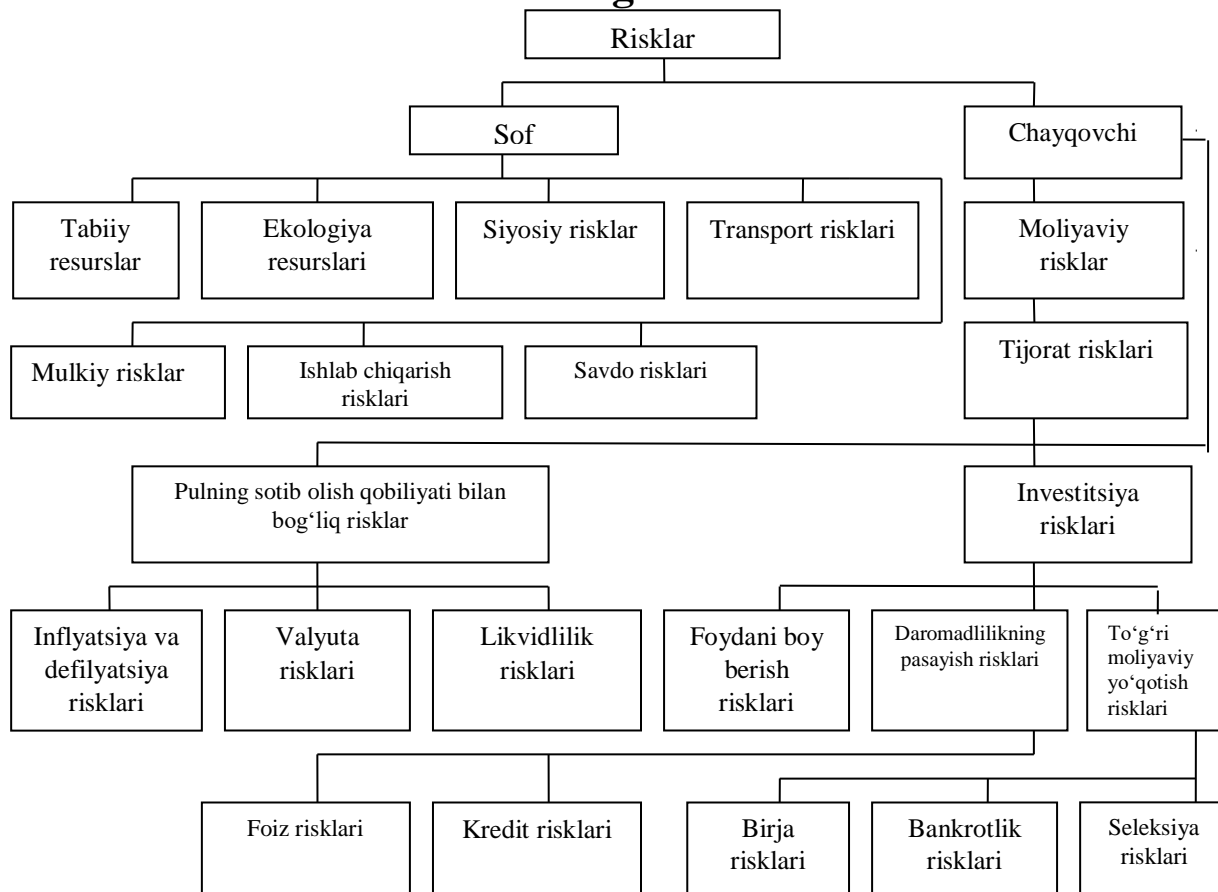 Risklar
Sof
Chayqovchi
Tabiiy
resurslar
Ekologiya
resurslari
Siyosiy risklar
Transport risklari
Moliyaviy
risklar
Mulkiy risklar
Ishlab chiqarish
risklari
Savdo risklari
Tijorat risklari
Pulning sotib olish qobiliyati bilan
bog‘liq risklar
Investitsiya
risklari
Inflyatsiya va
defilyatsiya
risklari
Valyuta
risklari
Likvidlilik
risklari
Foydani boy
berish
risklari
Daromadlilikning
pasayish risklari
To‘g‘ri
moliyaviy
yo‘qotish
risklari
Foiz risklari
Kredit risklari
Birja
risklari
Bankrotlik
risklari
Seleksiya
risklari